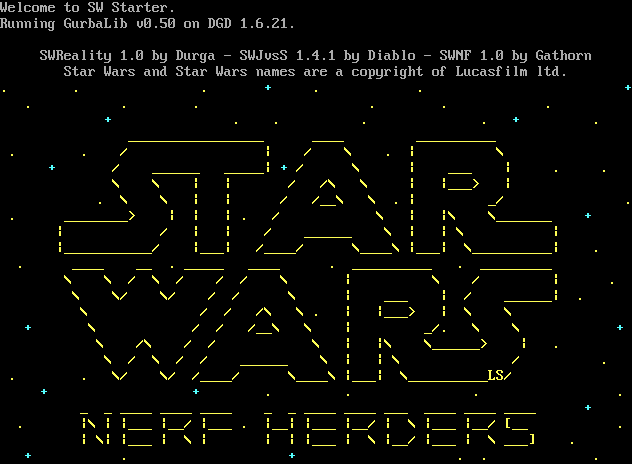 Welcome to SW Starter.
Running GurbaLib v0.50 on DGD 1.6.21.
SWReality 1.0 by Durga - SWJvsS 1.4.1 by Diablo - SWNF 1.0 by Gathorn
Star Wars and Star Wars names are a copyright of Lucasfilm ltd.
STAR
WARS
LS
NERF HERDERS